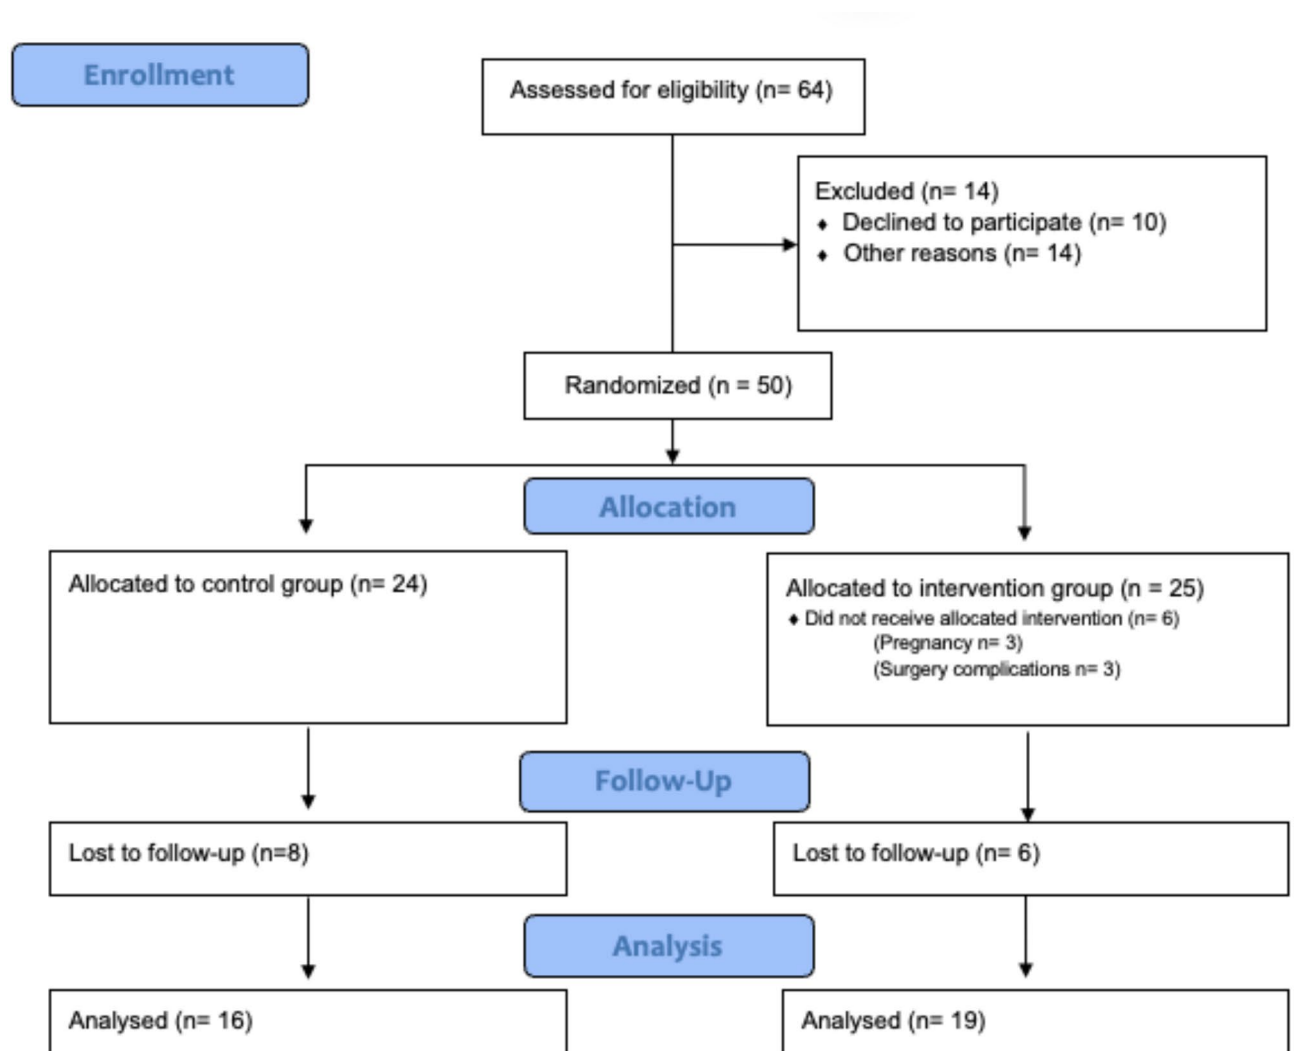 Enrollment
Assessed for eligibility (n= 64)
Excluded (n= 14)
♦ Declined to participate (n= 10)
♦ Other reasons (n= 14)
Randomized (n = 50)
Allocation
Allocated to control group (n= 24)
Allocated to intervention group (n = 25)
♦ Did not receive allocated intervention (n= 6)
(Pregnancy n= 3)
(Surgery complications n= 3)
Follow-Up
Lost to follow-up (n=8)
Lost to follow-up (n= 6)
Analysis
Analysed (n= 16)
Analysed (n= 19)